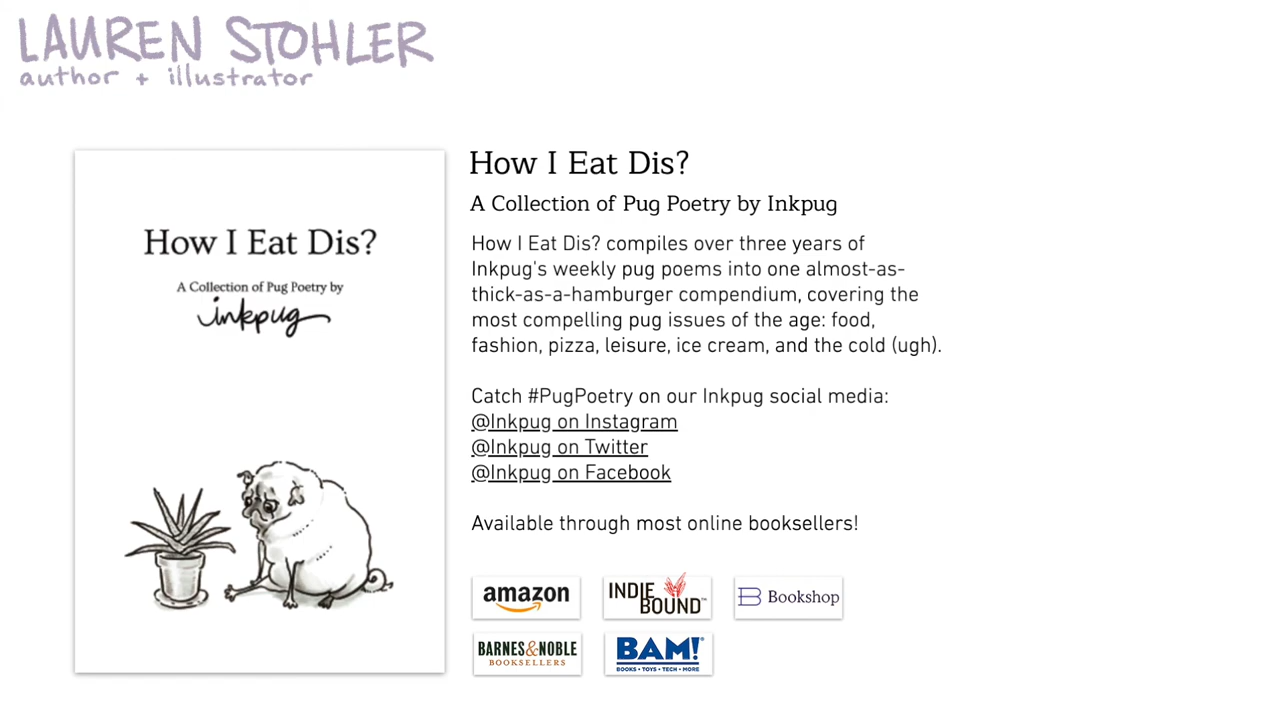 LAUREN STOHLER
author + illustrator
How I Eat Dis?
A Collection of Pug Poetry by
inkpug
How I Eat Dis?
A Collection of Pug Poetry by Inkpug
How I Eat Dis? compiles over three years of
Inkpug's weekly pug poems into one almost-as-
thick-as-a-hamburger compendium, covering the
most compelling pug issues of the age: food,
fashion, pizza, leisure, ice cream, and the cold (ugh).
Catch #PugPoetry on our Inkpug social media:
@Inkpug on Instagram
@Inkpug on Twitter
@Inkpug on Facebook
Available through most online booksellers!
amazon
INDIE
BOUND™
B Bookshop
BARNES&NOBLE
BOOKSELLERS
BAM!®
BOOKS • TOYS • TECH • MORE